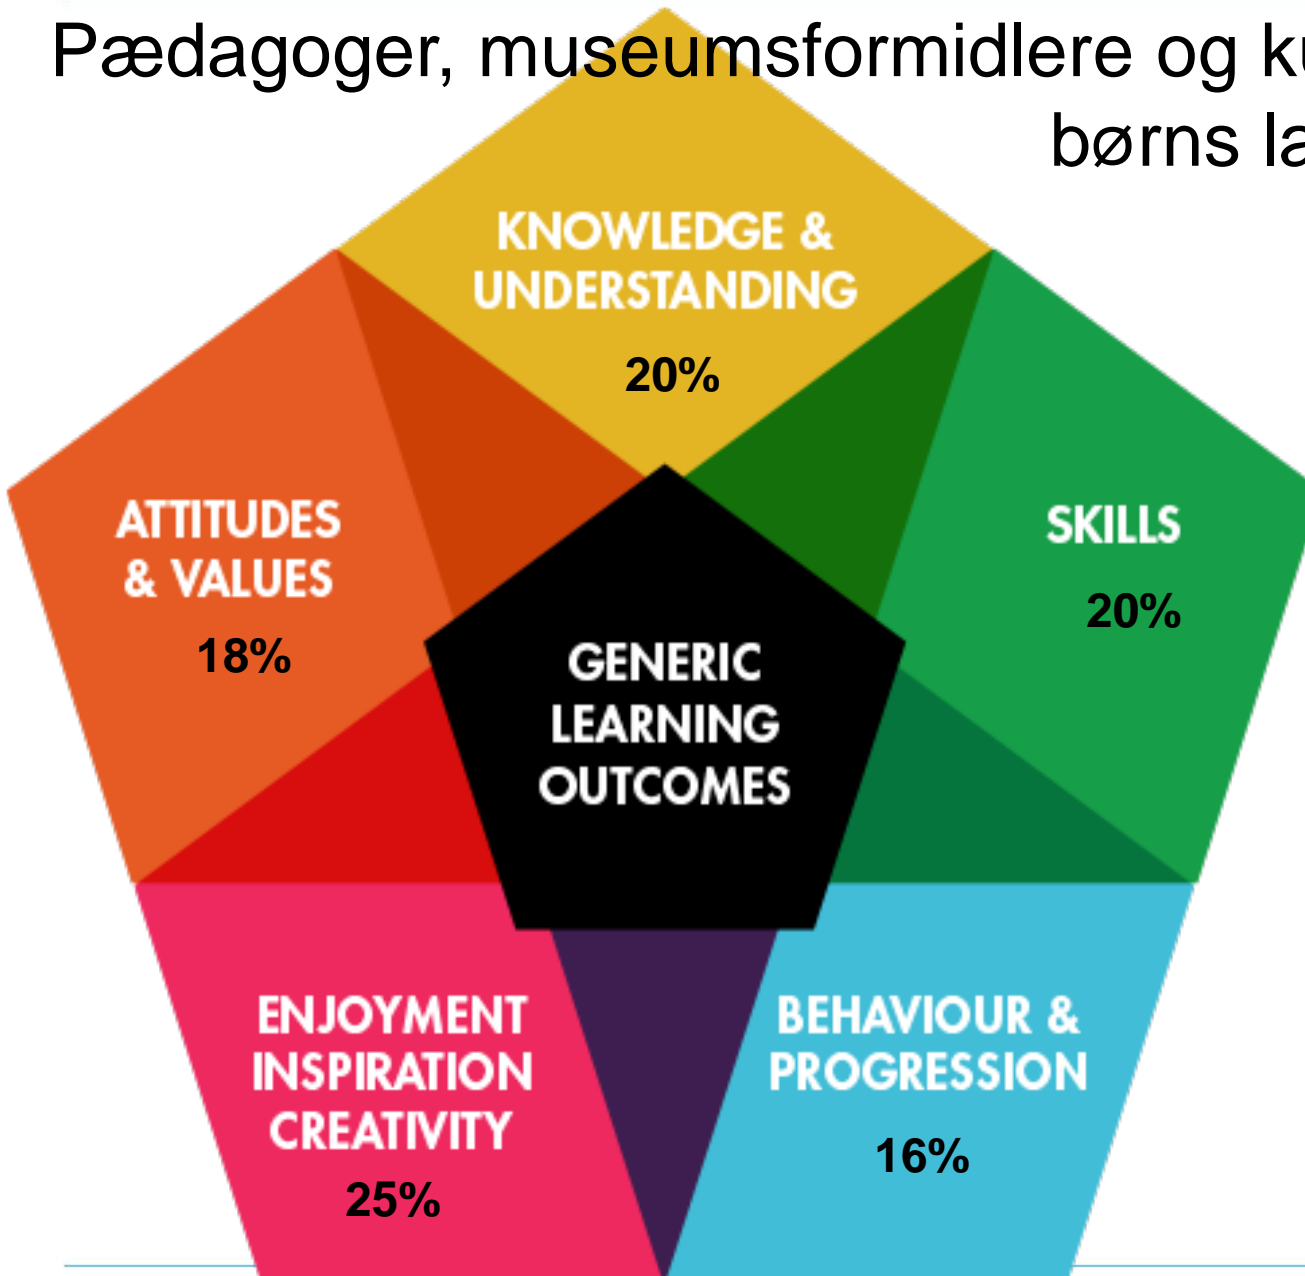 Pædagoger, museumsformidlere og
børns
KNOWLEDGE &
UNDERSTANDING
20%
ATTITUDES
& VALUES
18%
SKILLS
20%
GENERIC
LEARNING
OUTCOMES
ENJOYMENT
INSPIRATION
CREATIVITY
25%
BEHAVIOUR &
PROGRESSION
16%